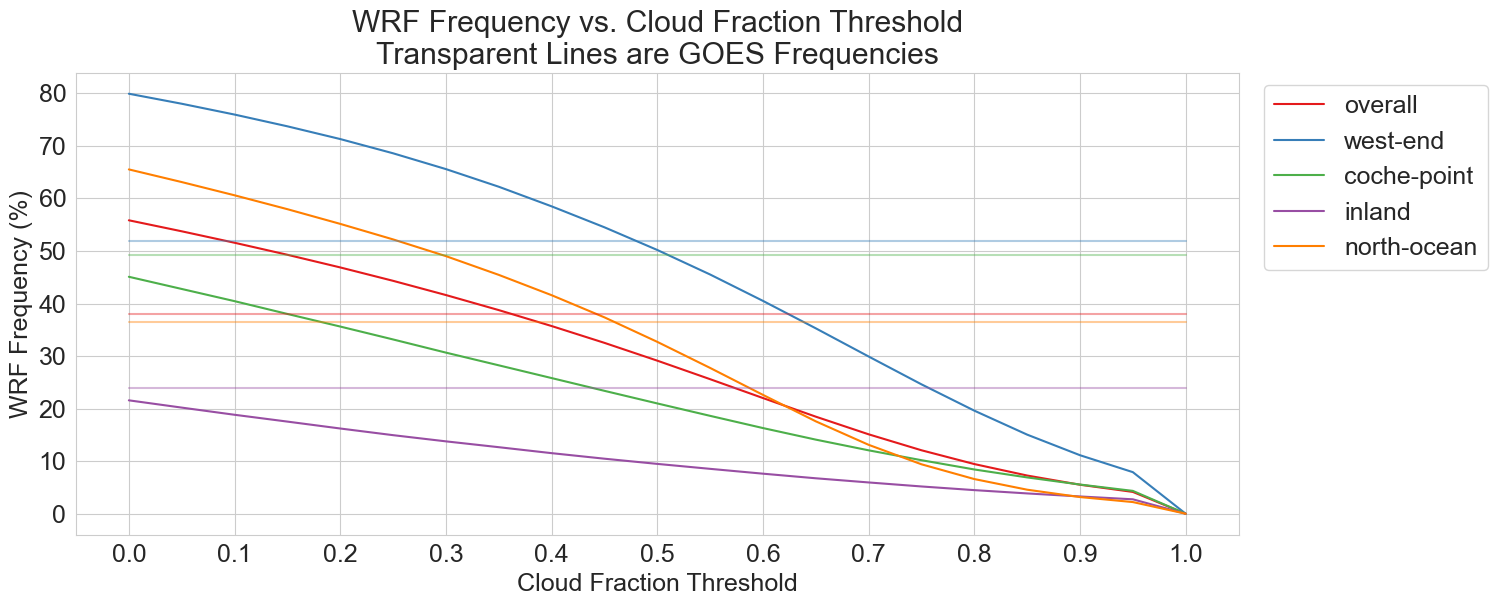 WRF Frequency vs. Cloud Fraction Threshold
Transparent Lines are GOES Frequencies
WRF Frequency (%)
80
70
60
50
40
30
20
10
0
0.0 0.1 0.2 0.3 0.4 0.5 0.6 0.7 0.8 0.9 1.0
Cloud Fraction Threshold
overall
west-end
coche-point
inland
north-ocean